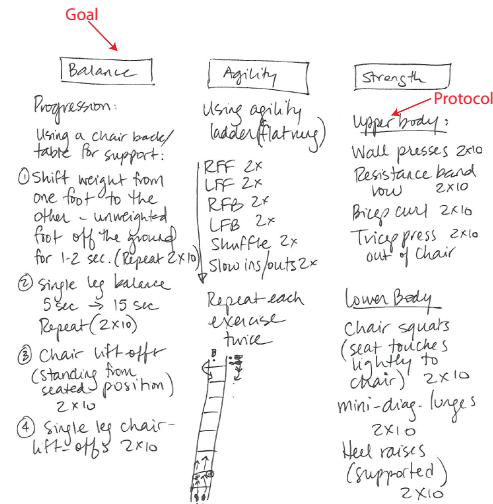 Goal
Balance
Progression:
Using a chair back/
table for support:
① Shift weight from
one foot to the
other - unweighted
foot off the ground
for 1-2 sec. (Repeat 2x10)
② Single leg balance
5 sec → 15 sec
Repeat (2x10)
③ Chair lift-offs
(standing from
seated position)
2x10
④ Single leg chair-
lift-offs 2x10
Agility
Using agility
ladder (flat rug)
RFF 2x
LFF 2x
RFB 2x
LFB 2x
Shuffle 2x
Slow ins/outs 2x
Repeat each
exercise
twice
Strength
Protocol
Upper body:
Wall presses 2x10
Resistance band
row 2x10
Bicep curl 2x10
Tricep press 2x10
out of chair
Lower Body
Chair squats
(seat touches
lightly to
chair) 2x10
mini-diag. lunges
2x10
Heel raises
(supported)
2x10